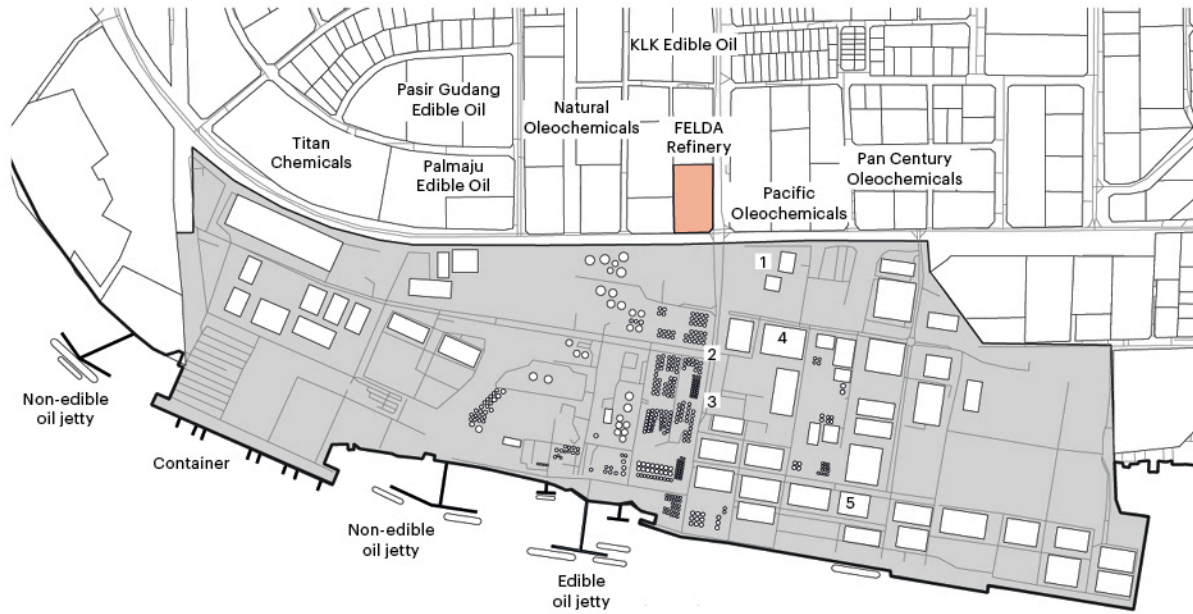 KLK Edible Oil
Pasir Gudang
Edible Oil
Natural
Oleochemicals
FELDA
Refinery
Titan
Chemicals
Palmaju
Edible Oil
Pan Century
Oleochemicals
Pacific
Oleochemicals
1
2
4
3
5
Non-edible
oil jetty
Container
Non-edible
oil jetty
Edible
oil jetty